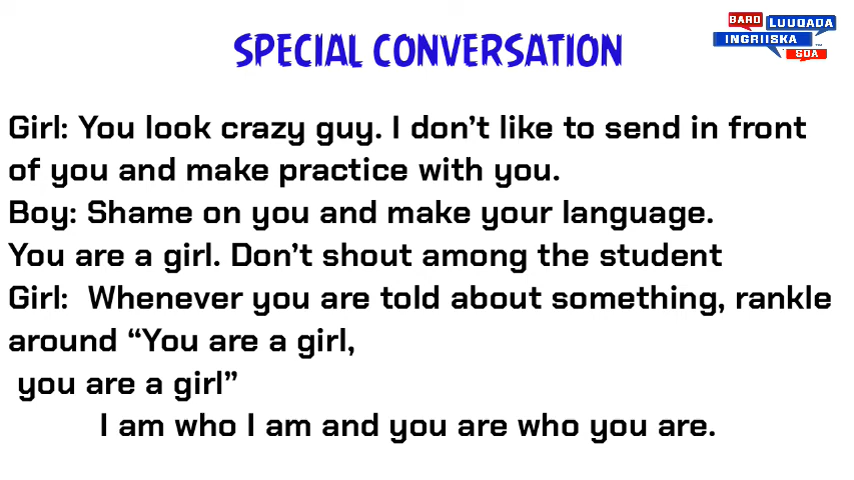 SPECIAL CONVERSATION
BARO LUUQADA
INGRIISKA
SOA
Girl: You look crazy guy. I don't like to send in front
of you and make practice with you.
Boy: Shame on you and make your language.
You are a girl. Don't shout among the student
Girl:  Whenever you are told about something, rankle
around “You are a girl,
you are a girl”
I am who I am and you are who you are.